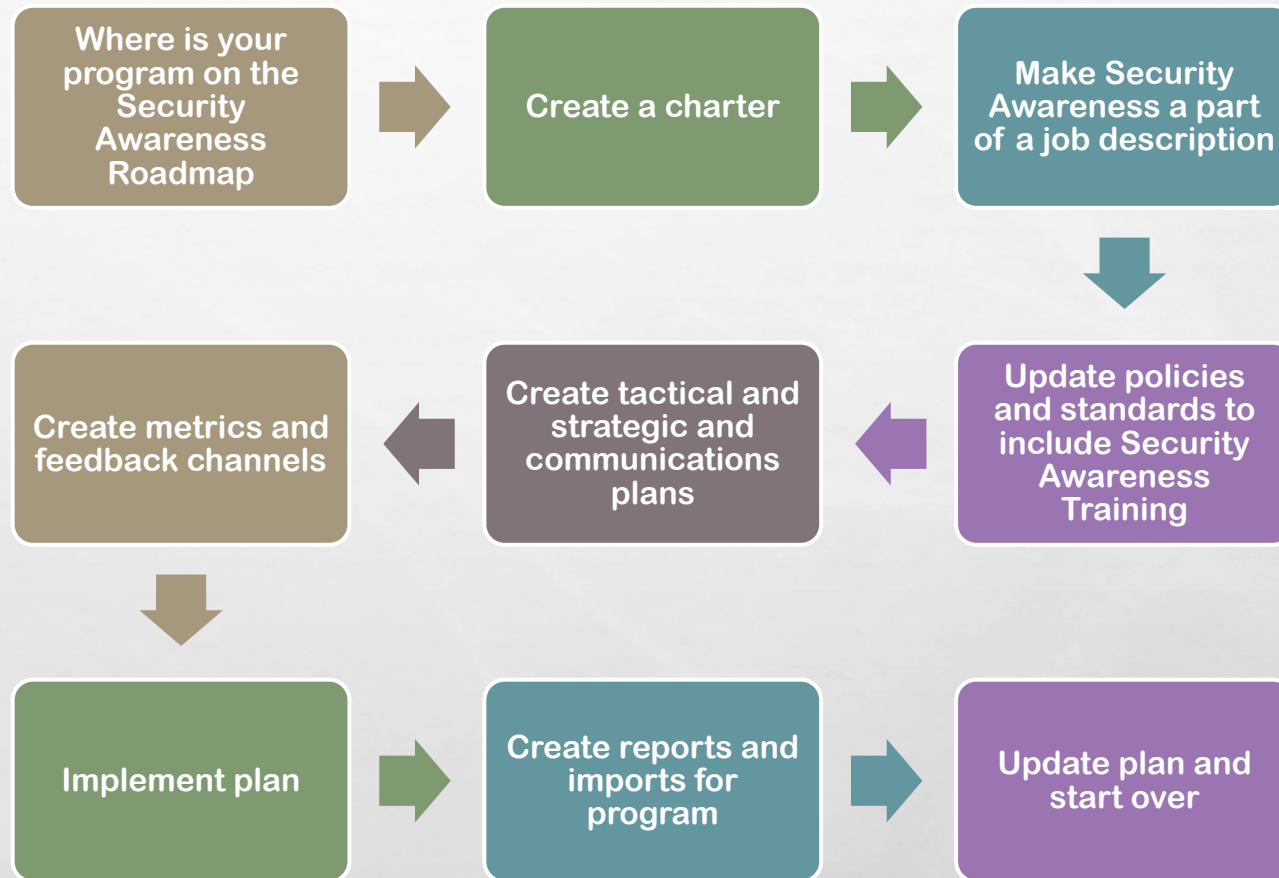 Where is your
program on the
Security
Awareness
Roadmap
Create a charter
Make Security
Awareness a part
of a job description
Update policies
and standards to
include Security
Awareness
Training
Create tactical and
strategic and
communications
plans
Create metrics and
feedback channels
Implement plan
Create reports and
imports for
program
Update plan and
start over